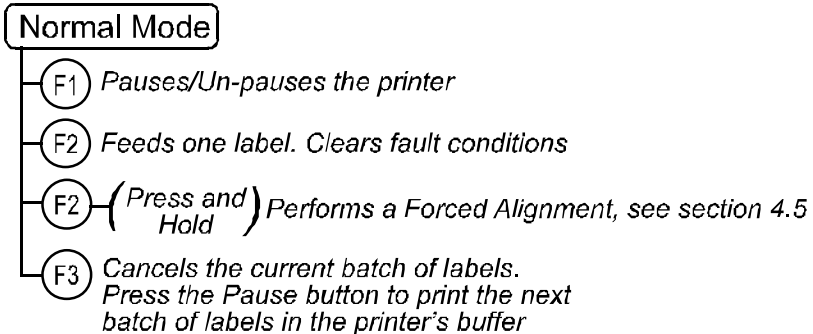 Normal Mode
F1 Pauses/Un-pauses the printer
F2 Feeds one label. Clears fault conditions
F2 (Press and Hold) Performs a Forced Alignment, see section 4.5
F3 Cancels the current batch of labels.
Press the Pause button to print the next
batch of labels in the printer's buffer